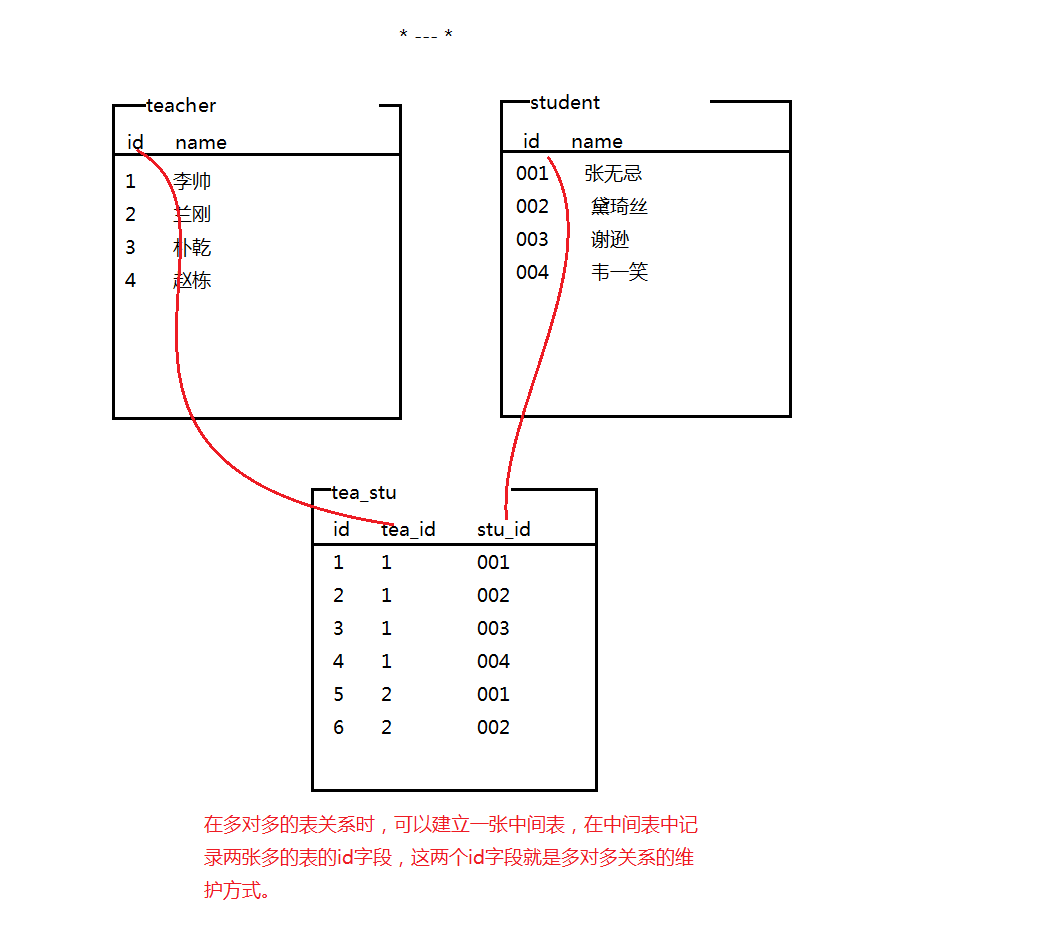 * --- *
teacher
id name
1 李帅
2 兰刚
3 朴乾
4 赵栋
student
id name
001 张无忌
002 黛琦丝
003 谢逊
004 韦一笑
tea_stu
id tea_id stu_id
1 1 001
2 1 002
3 1 003
4 1 004
5 2 001
6 2 002
在多对多的表关系时，可以建立一张中间表，在中间表中记
录两张多的表的id字段，这两个id字段就是多对多关系的维
护方式。